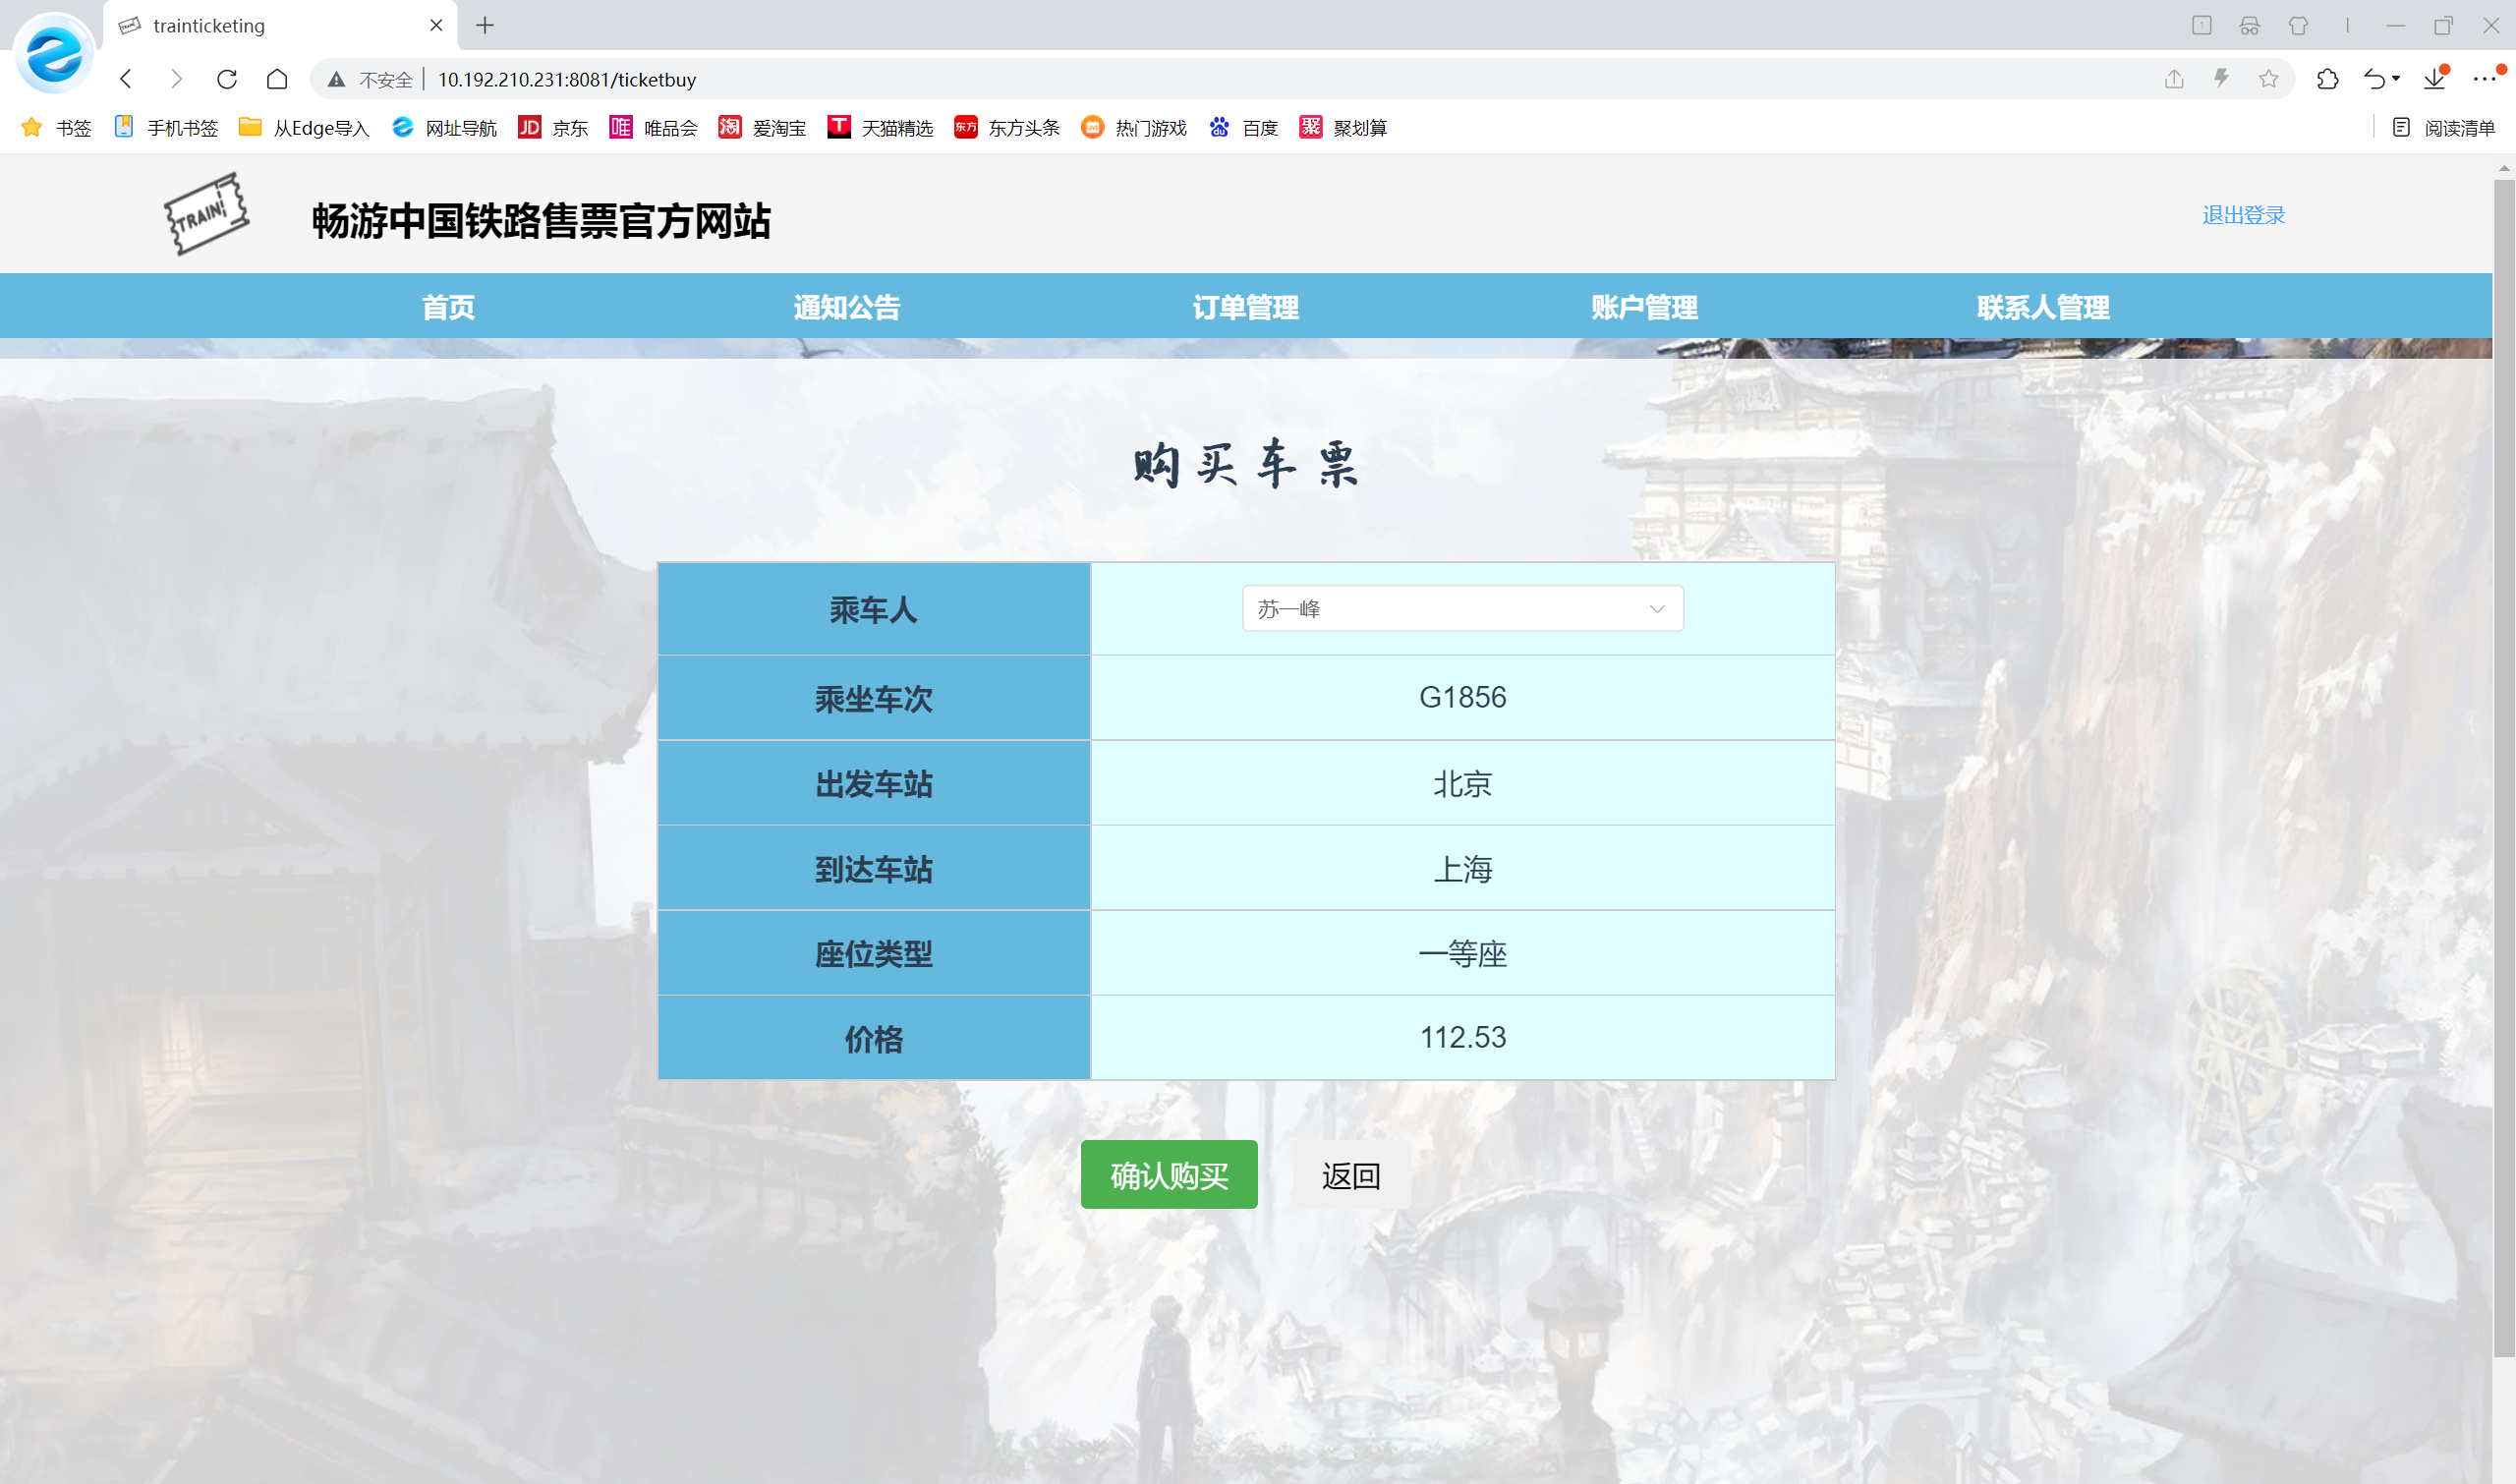 trainticketing
不安全 10.192.210.231:8081/ticketbuy
书签 手机书签 从Edge导入 网址导航 JD 京东 唯 唯品会 淘 爱淘宝 T 天猫精选 东方 东方头条 热门游戏 du 百度 聚 聚划算 阅读清单
TRAIN 畅游中国铁路售票官方网站 退出登录
首页 通知公告 订单管理 账户管理 联系人管理
购买车票
乘车人 苏一峰
乘坐车次 G1856
出发车站 北京
到达车站 上海
座位类型 一等座
价格 112.53
确认购买 返回